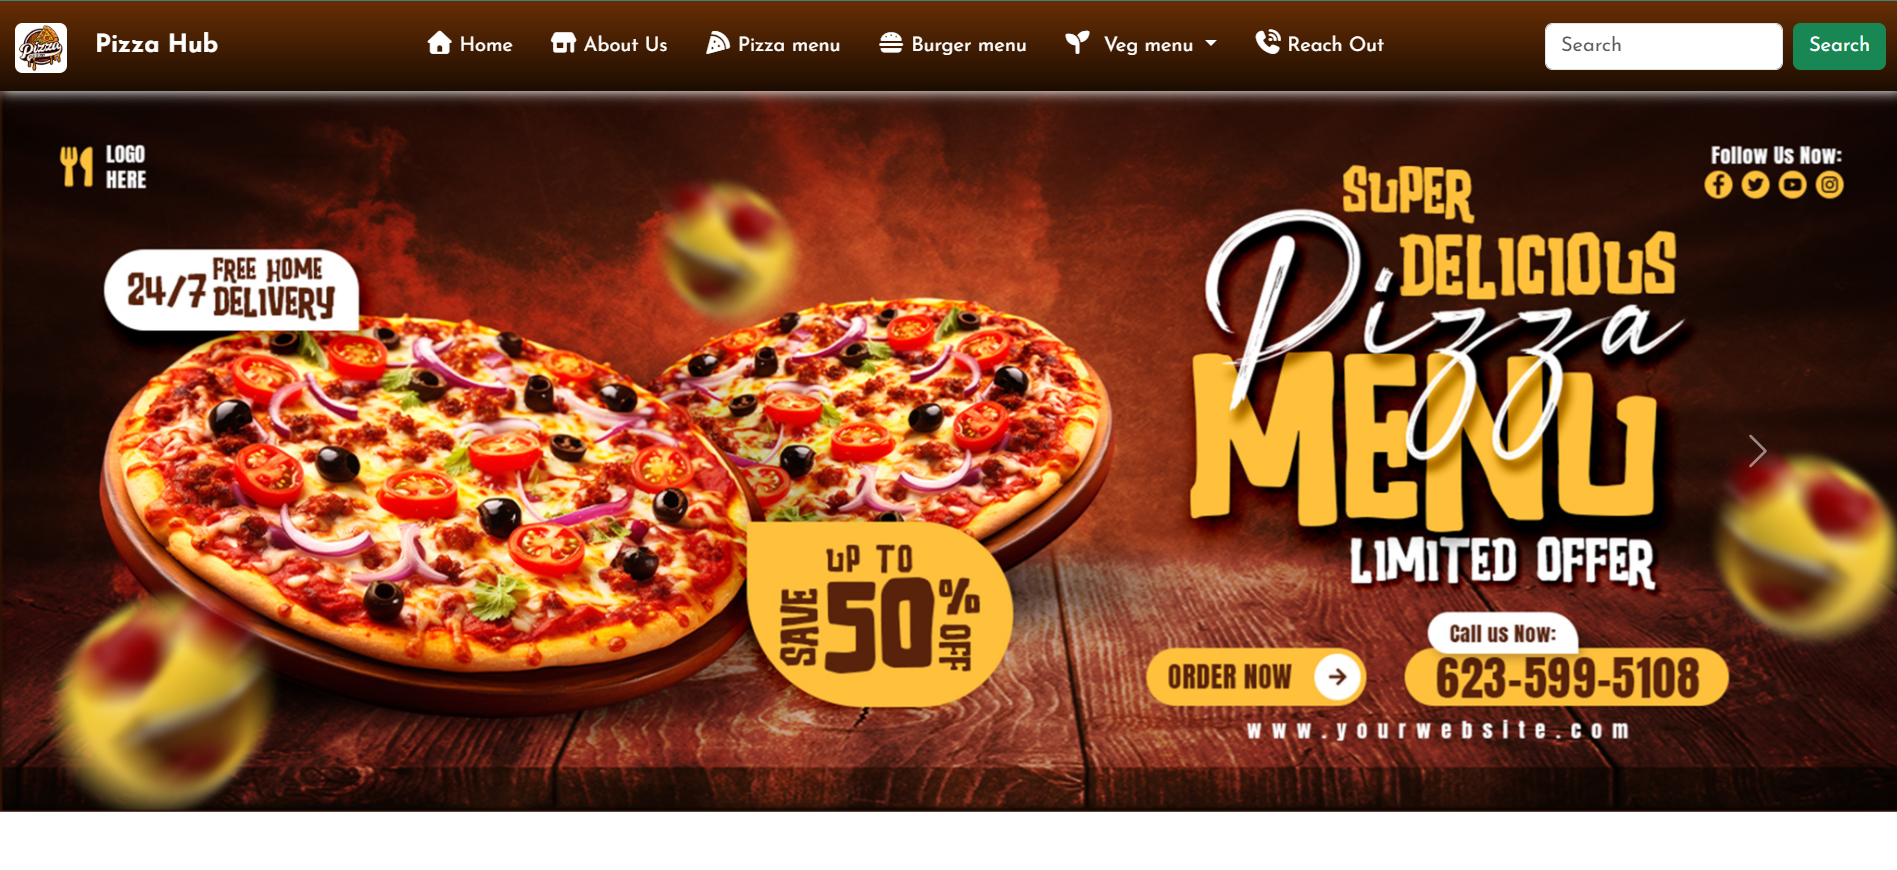 Pizza
Pizza Hub
Home
About Us
Pizza menu
Burger menu
Veg menu
Reach Out
Search
Search
LOGO
HERE
Follow Us Now:
24/7 FREE HOME
DELIVERY
SUPER
DELICIOUS
Pizza
MENU
LIMITED OFFER
UP TO
SAVE 50% OFF
Call us Now:
ORDER NOW
623-599-5108
www.yourwebsite.com